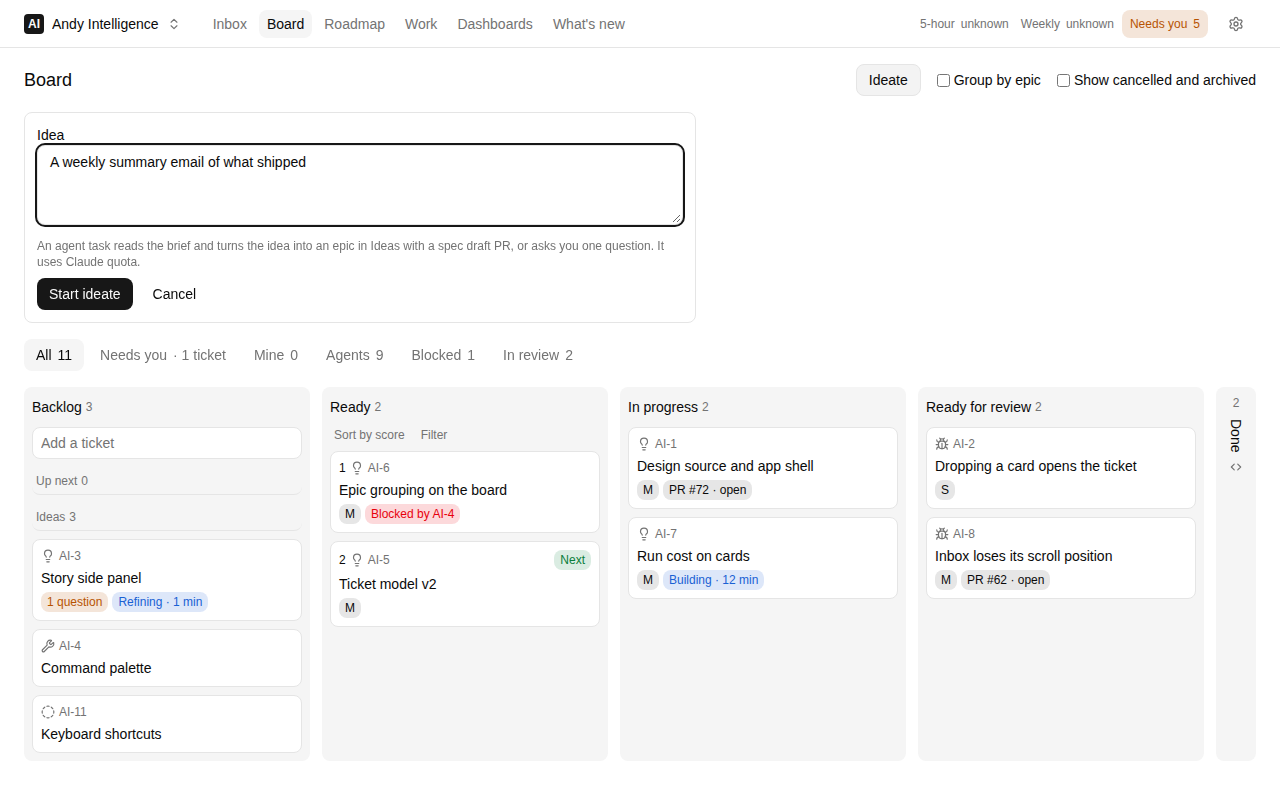 AI Andy Intelligence Inbox Board Roadmap Work Dashboards What's new 5-hour unknown Weekly unknown Needs you 5
Board Ideate Group by epic Show cancelled and archived
Idea
A weekly summary email of what shipped
An agent task reads the brief and turns the idea into an epic in Ideas with a spec draft PR, or asks you one question. It
uses Claude quota.
Start ideate Cancel
All 11 Needs you · 1 ticket Mine 0 Agents 9 Blocked 1 In review 2
Backlog 3
Add a ticket
Up next 0
Ideas 3
AI-3
Story side panel
1 question Refining · 1 min
AI-4
Command palette
AI-11
Keyboard shortcuts
Ready 2
Sort by score Filter
1 AI-6
Epic grouping on the board
M Blocked by AI-4
2 AI-5 Next
Ticket model v2
M
In progress 2
AI-1
Design source and app shell
M PR #72 · open
AI-7
Run cost on cards
M Building · 12 min
Ready for review 2
AI-2
Dropping a card opens the ticket
S
AI-8
Inbox loses its scroll position
M PR #62 · open
2
Done